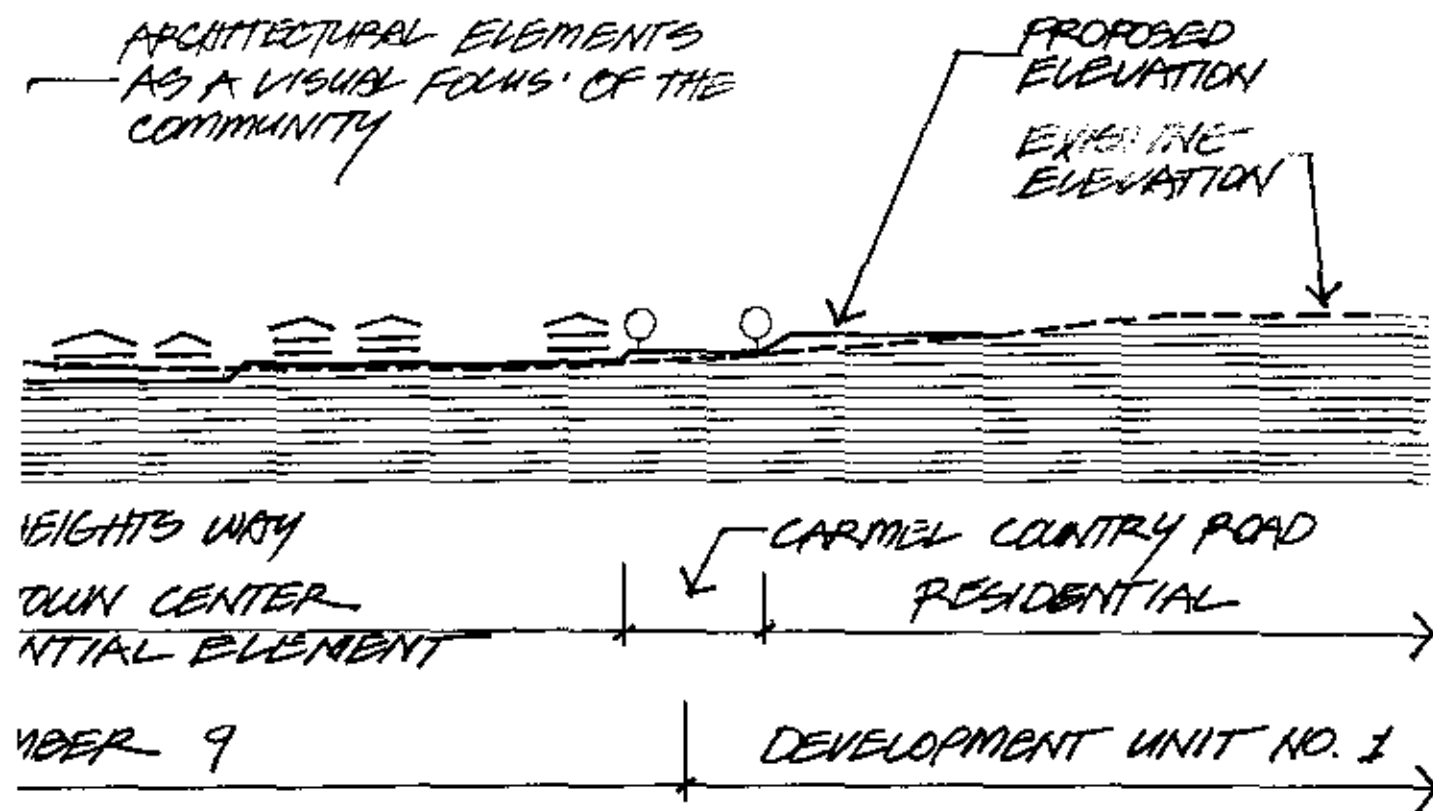 ARCHITECTURAL ELEMENTS
AS A VISUAL FOCUS OF THE
COMMUNITY
PROPOSED
ELEVATION
EXISTING
ELEVATION
EIGHTS WAY
CARMEL COUNTRY ROAD
OWN CENTER
RESIDENTIAL
NTIAL ELEMENT
MBER 9
DEVELOPMENT UNIT NO. 1